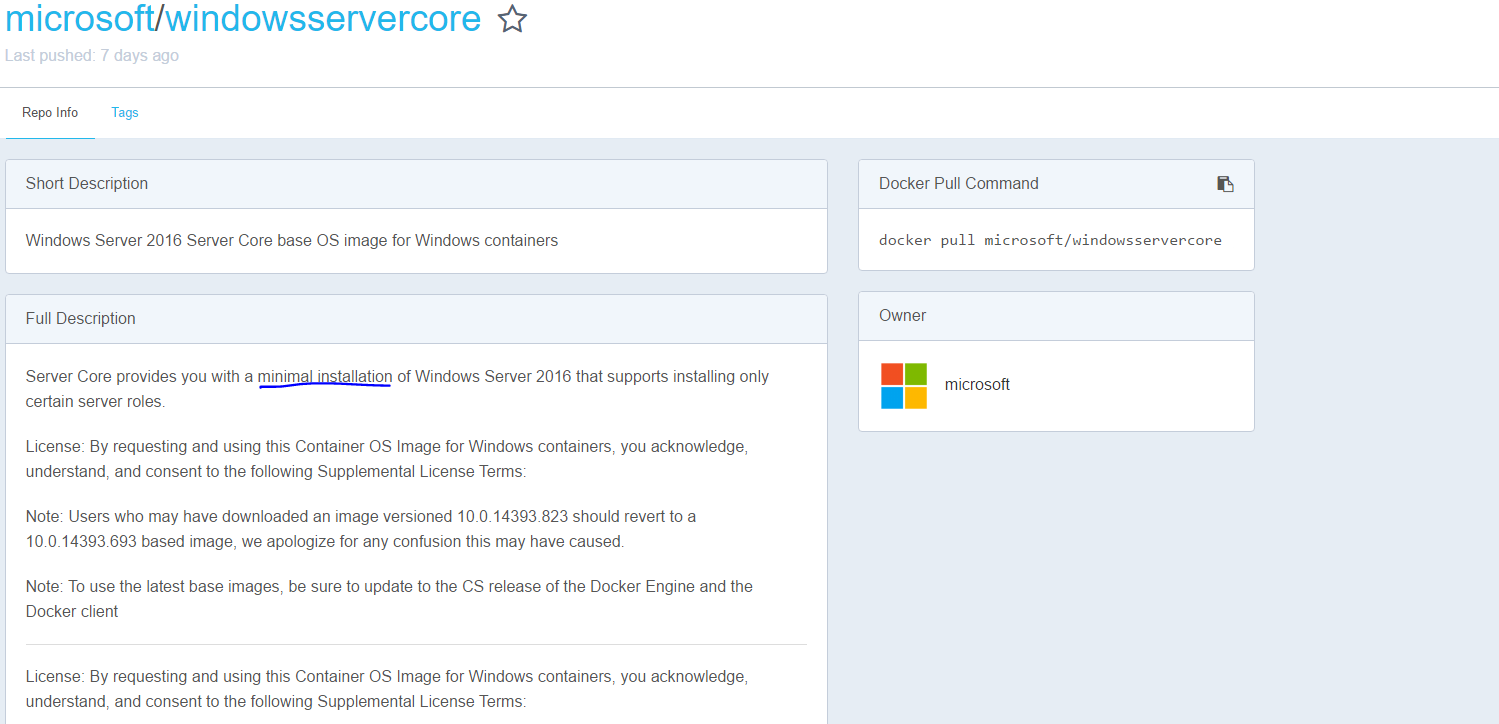 microsoft/windowsservercore
Last pushed: 7 days ago
Repo Info
Tags
Short Description
Windows Server 2016 Server Core base OS image for Windows containers
Full Description
Server Core provides you with a minimal installation of Windows Server 2016 that supports installing only
certain server roles.
License: By requesting and using this Container OS Image for Windows containers, you acknowledge,
understand, and consent to the following Supplemental License Terms:
Note: Users who may have downloaded an image versioned 10.0.14393.823 should revert to a
10.0.14393.693 based image, we apologize for any confusion this may have caused.
Note: To use the latest base images, be sure to update to the CS release of the Docker Engine and the
Docker client
License: By requesting and using this Container OS Image for Windows containers, you acknowledge,
understand, and consent to the following Supplemental License Terms:
Docker Pull Command
docker pull microsoft/windowsservercore
Owner
microsoft